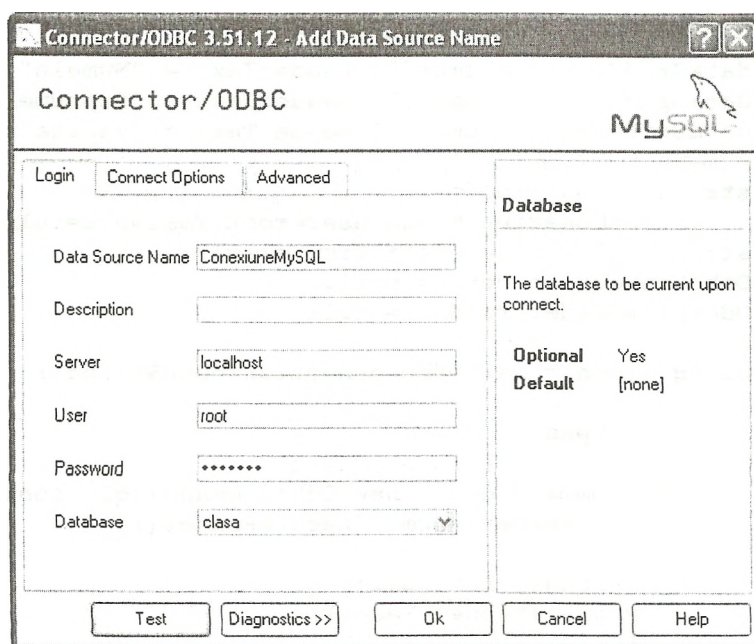 Connector/ODBC 3.51.12 - Add Data Source Name
Connector/ODBC
MySQL
Login
Connect Options
Advanced
Data Source Name ConexiuneMySQL
Description
Server localhost
User root
Password •••••••
Database clasa
Database
The database to be current upon
connect.
Optional Yes
Default [none]
Test
Diagnostics >>
Ok
Cancel
Help